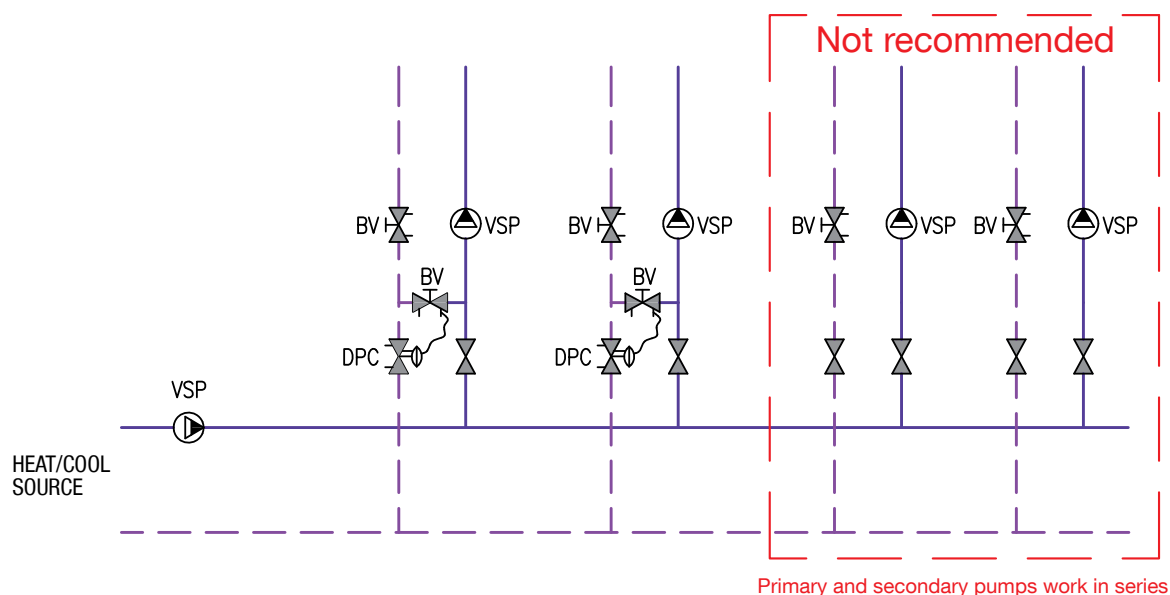 Not recommended
BV
VSP
BV
VSP
BV
VSP
BV
VSP
BV
BV
DPC
DPC
VSP
HEAT/COOL
SOURCE
Primary and secondary pumps work in series